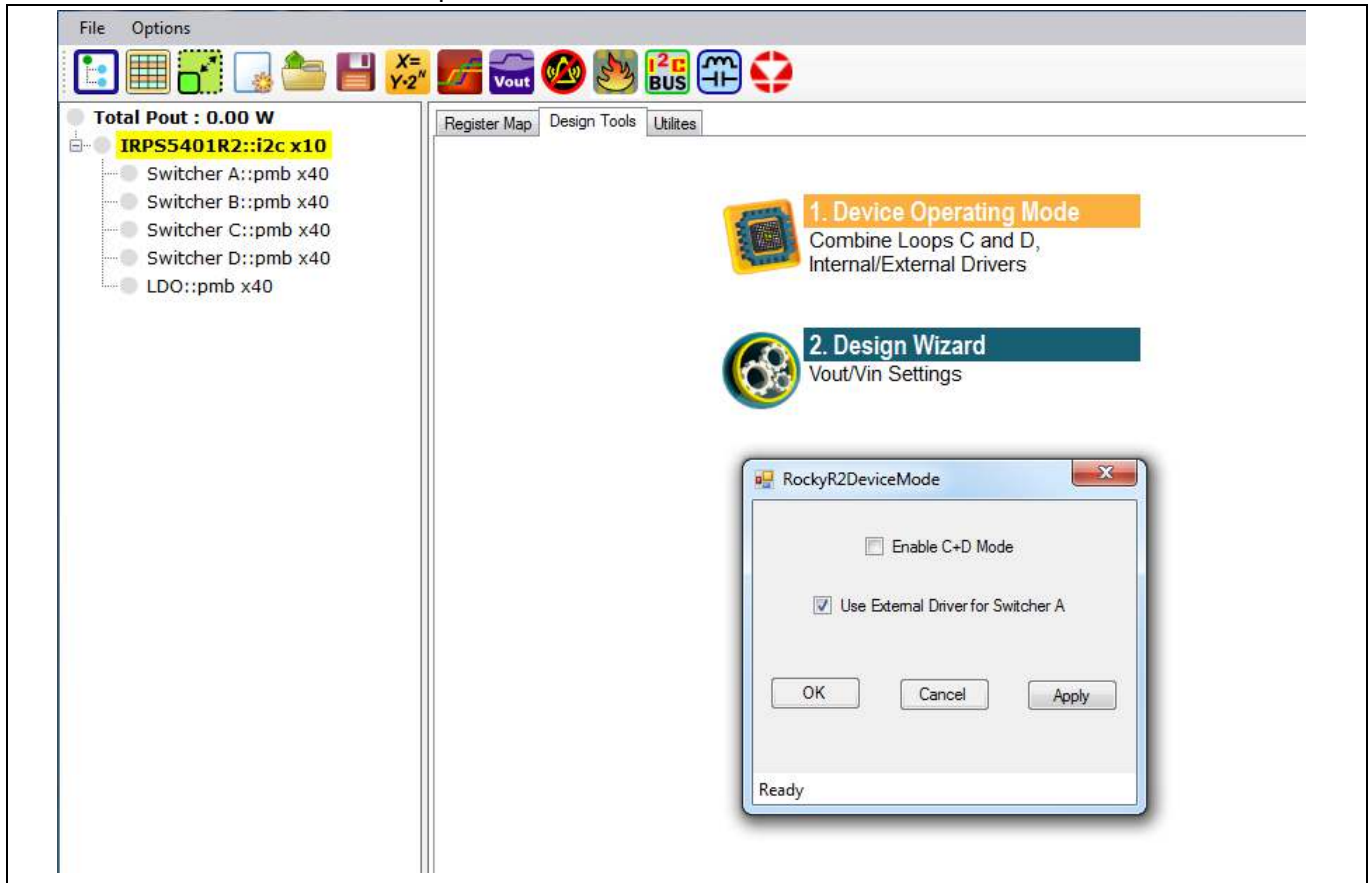 File Options
X=
Y·2ᴺ
Vout
I²C
BUS
Total Pout : 0.00 W
IRPS5401R2::i2c x10
Switcher A::pmb x40
Switcher B::pmb x40
Switcher C::pmb x40
Switcher D::pmb x40
LDO::pmb x40
Register Map Design Tools Utilites
1. Device Operating Mode
Combine Loops C and D,
Internal/External Drivers
2. Design Wizard
Vout/Vin Settings
RockyR2DeviceMode
Enable C+D Mode
Use External Driver for Switcher A
OK Cancel Apply
Ready